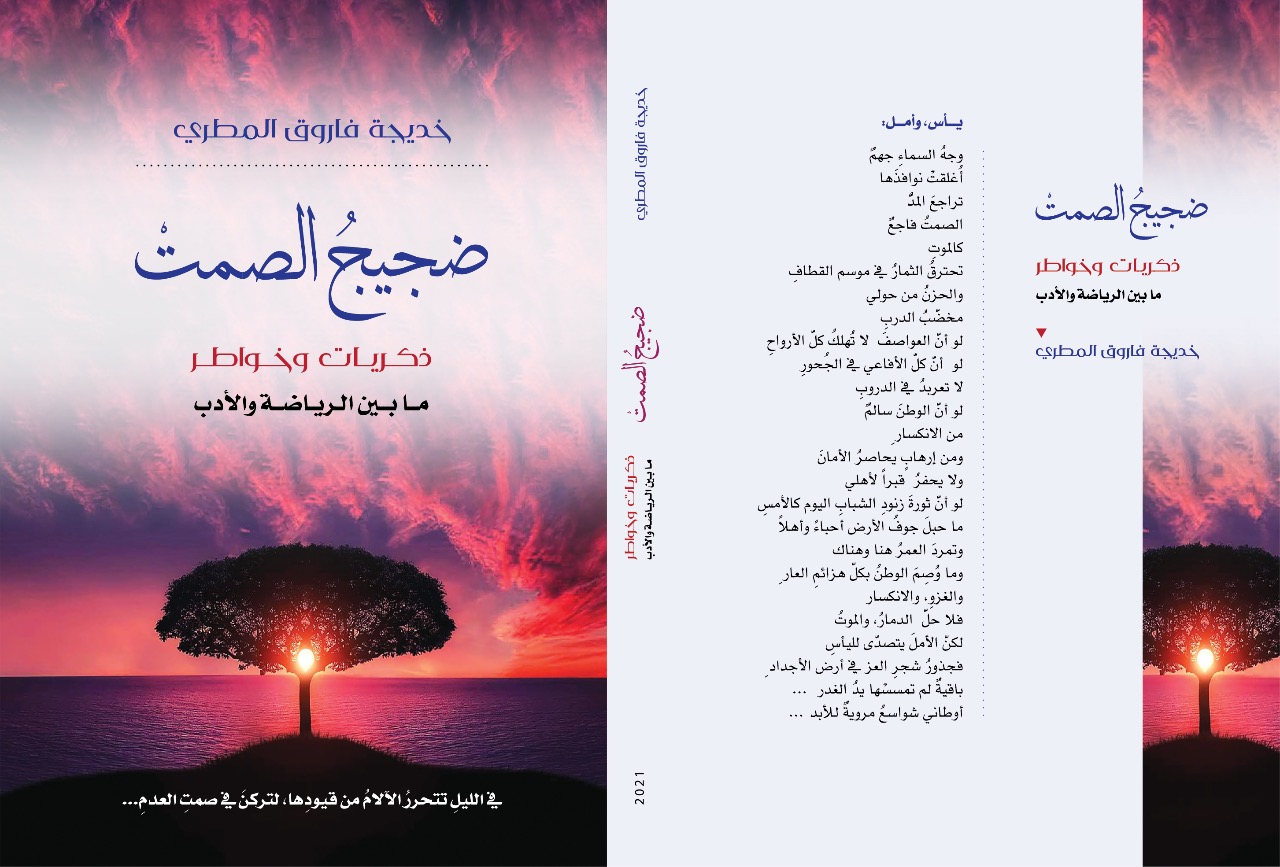 خديجة فاروق المطري
ضجيجُ الصمتْ
ذكريات وخواطر
ما بين الرياضة والأدب
في الليلِ تتحررُ الآلامُ من قيودِها، لتركنَ في صمتِ العدمِ...
خديجة فاروق المطري
ضجيجُ الصمتْ
ذكريات وخواطر
ما بين الرياضة والأدب
2021
يــأس، وأمــل:
وجهُ السماءِ جهمٌ
أُغلقتْ نوافذَها
تراجعَ المدُّ
الصمتُ فاجعٌ
كالموتِ
تحترقُ الثمارُ في موسم القطافِ
والحزنُ من حولي
مخضّبُ الدربِ
لو أنّ العواصفَ لا تُهلكُ كلّ الأرواحِ
لو أنّ كلّ الأفاعي في الجُحورِ
لا تعربدُ في الدروبِ
لو أنّ الوطنَ سالمٌ
من الانكسارِ
ومن إرهابٍ يحاصرُ الأمانَ
ولا يحفرُ قبراً لأهلي
لو أنّ ثورةَ زنودِ الشبابِ اليوم كالأمسِ
ما حبلَ جوفُ الأرض أحباءً وأهلاً
وتمردَ العمرُ هنا وهناك
وما وُصِمَ الوطنُ بكلّ هزائمِ العارِ
والغزوِ، والانكسار
فلا حلّ الدمارُ، والموتُ
لكنّ الأملَ يتصدّى لليأسِ
فجذورُ شجرِ العز في أرض الأجدادِ
باقيةٌ لم تمسسْها يدُ الغدر ...
أوطاني شواسعُ مرويةٌ للأبد ...
ضجيجُ الصمتْ
ذكريات وخواطر
ما بين الرياضة والأدب
خديجة فاروق المطري